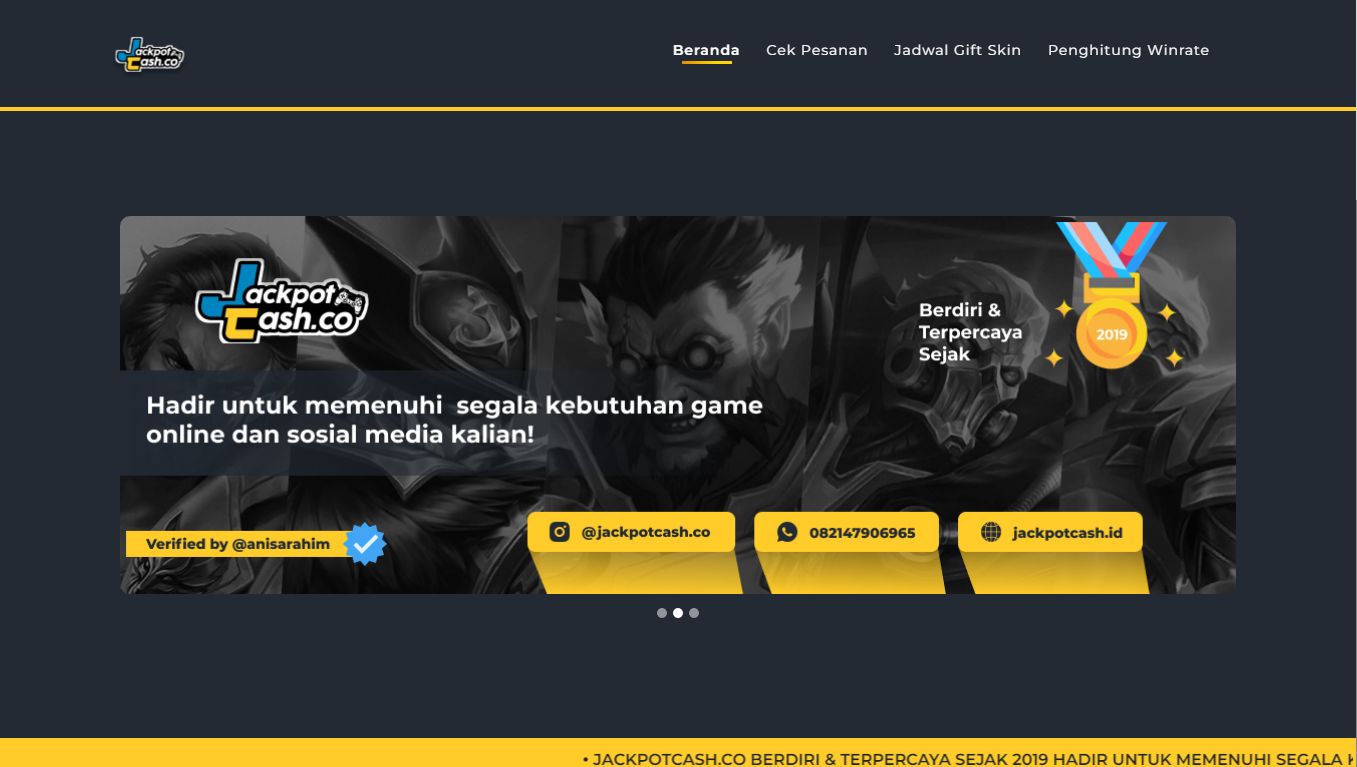 Jackpot
Cash.co
Beranda
Cek Pesanan
Jadwal Gift Skin
Penghitung Winrate
Jackpot
Cash.co
Berdiri &
Terpercaya
Sejak
2019
Hadir untuk memenuhi segala kebutuhan game
online dan sosial media kalian!
Verified by @anisarahim
@jackpotcash.co
082147906965
jackpotcash.id
• JACKPOTCASH.CO BERDIRI & TERPERCAYA SEJAK 2019 HADIR UNTUK MEMENUHI SEGALA